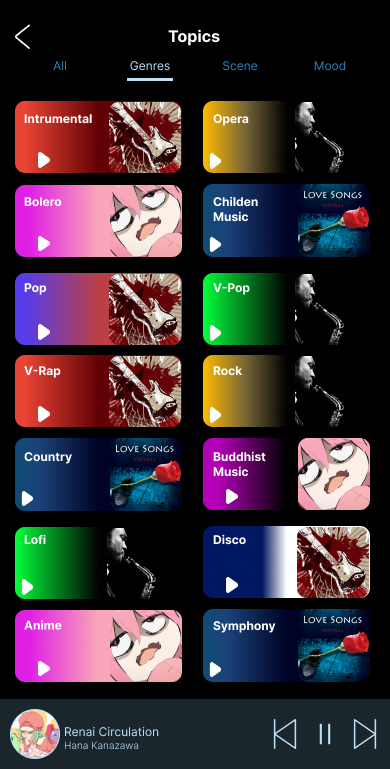 Topics
All
Genres
Scene
Mood
Intrumental
Opera
Bolero
Childen
Music
LOVE SONGS
Pop
V-Pop
V-Rap
Rock
Country
LOVE SONGS
Buddhist
Music
Lofi
Disco
Anime
Symphony
LOVE SONGS
Renai Circulation
Hana Kanazawa